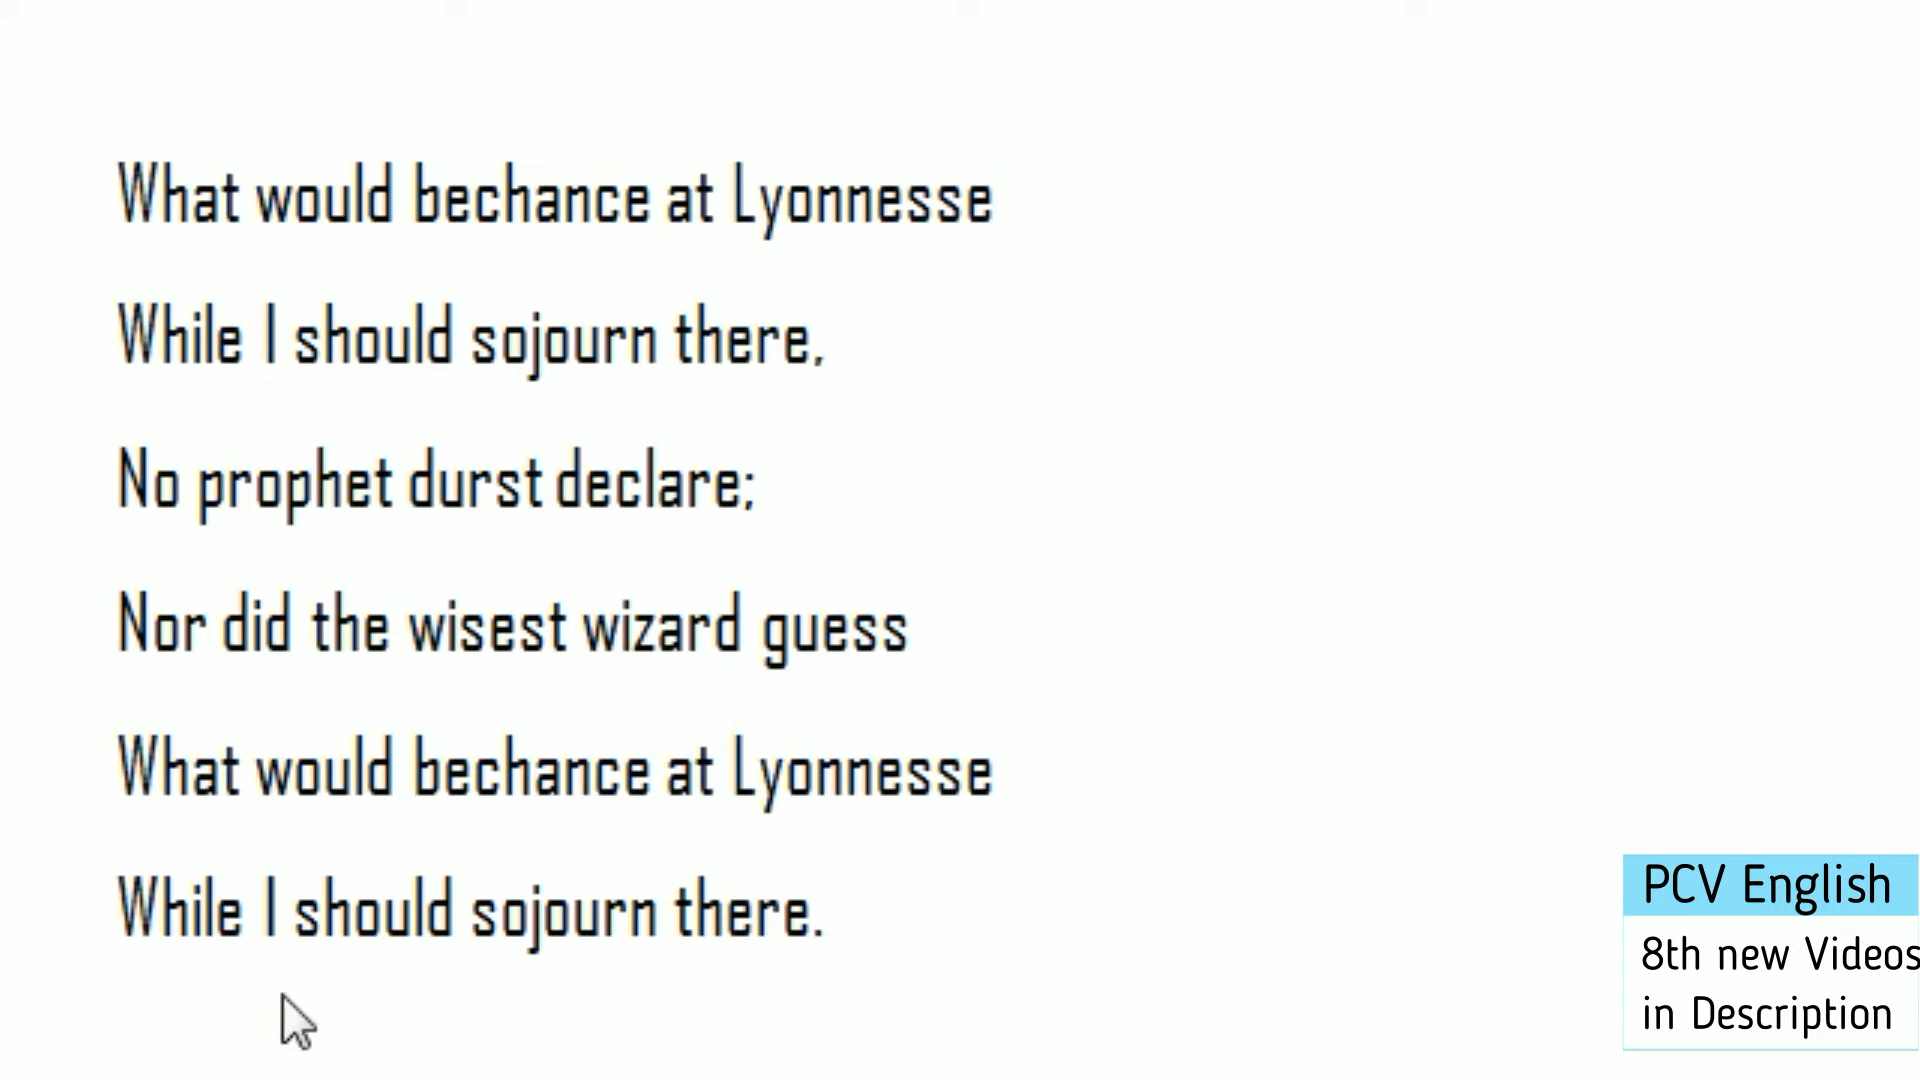 What would bechance at Lyonnesse
While I should sojourn there,
No prophet durst declare;
Nor did the wisest wizard guess
What would bechance at Lyonnesse
While I should sojourn there.
PCV English
8th new Videos
in Description